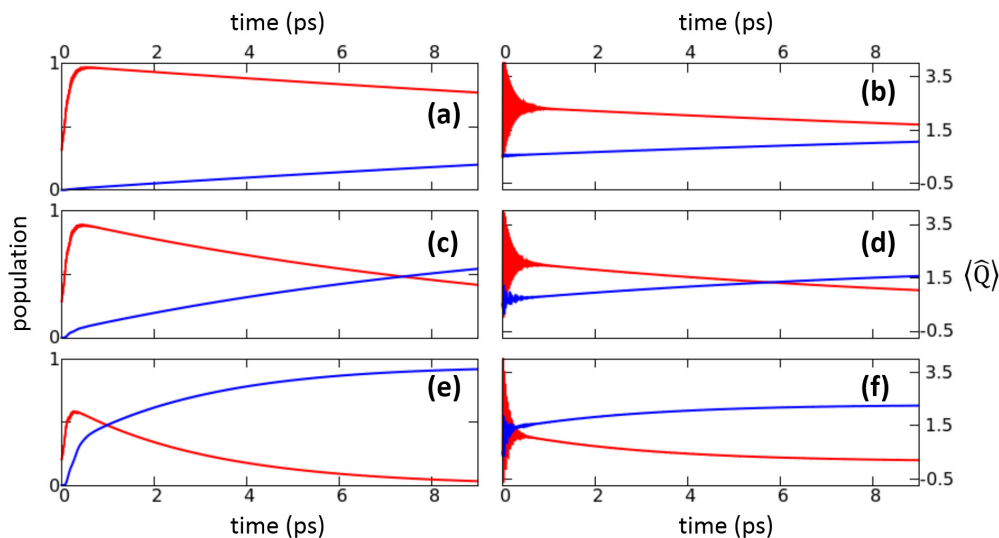 time (ps) time (ps)
0 2 4 6 8 0 2 4 6 8
1 (a) (b) 3.5
1.5
0 -0.5
1 (c) (d) 3.5
population 1.5 ⟨Q̂⟩
0 -0.5
1 (e) (f) 3.5
1.5
0 -0.5
0 2 4 6 8 0 2 4 6 8
time (ps) time (ps)